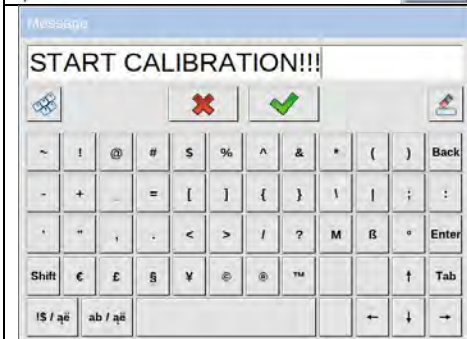 Message
START CALIBRATION!!!
~ ! @ # $ % ^ & * ( ) Back
- + _ = [ ] { } \ | ; :
' " , . < > / ? M ß ° Enter
Shift € £ § ¥ © ® ™ ↑ Tab
!$ / ąë ab / ąë ← ↓ →